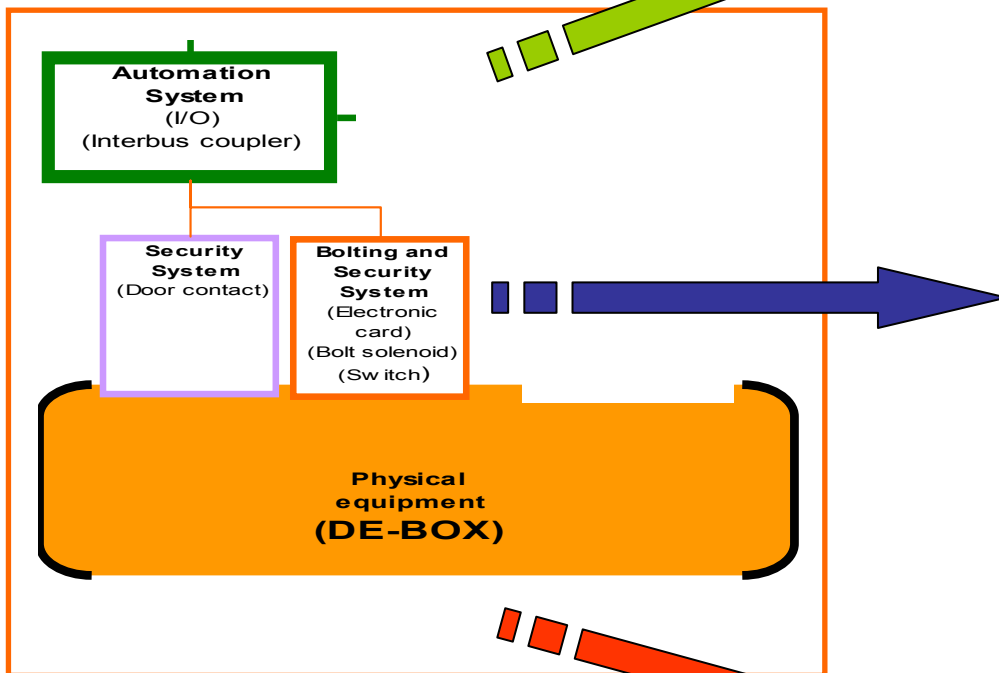 Automation
System
(I/O)
(Interbus coupler)
Security
System
(Door contact)
Bolting and
Security
System
(Electronic
card)
(Bolt solenoid)
(Switch)
Physical
equipment
(DE-BOX)